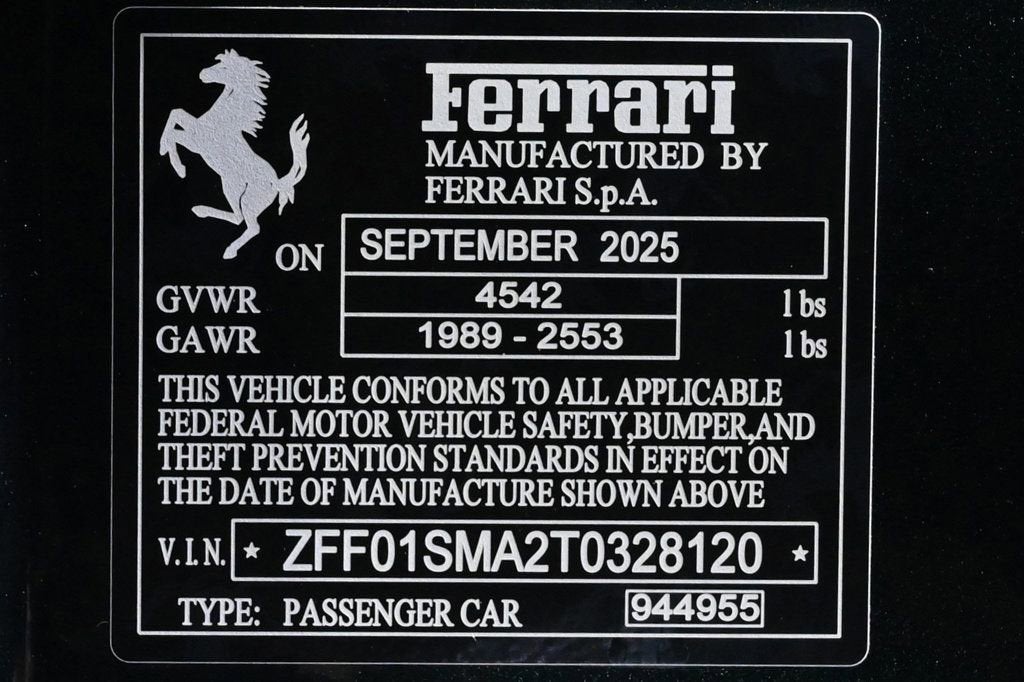 Ferrari
MANUFACTURED BY
FERRARI S.p.A.
ON SEPTEMBER 2025
GVWR 4542 lbs
GAWR 1989 - 2553 lbs
THIS VEHICLE CONFORMS TO ALL APPLICABLE
FEDERAL MOTOR VEHICLE SAFETY,BUMPER,AND
THEFT PREVENTION STANDARDS IN EFFECT ON
THE DATE OF MANUFACTURE SHOWN ABOVE
V.I.N. ★ ZFF01SMA2T0328120 ★
TYPE: PASSENGER CAR 944955